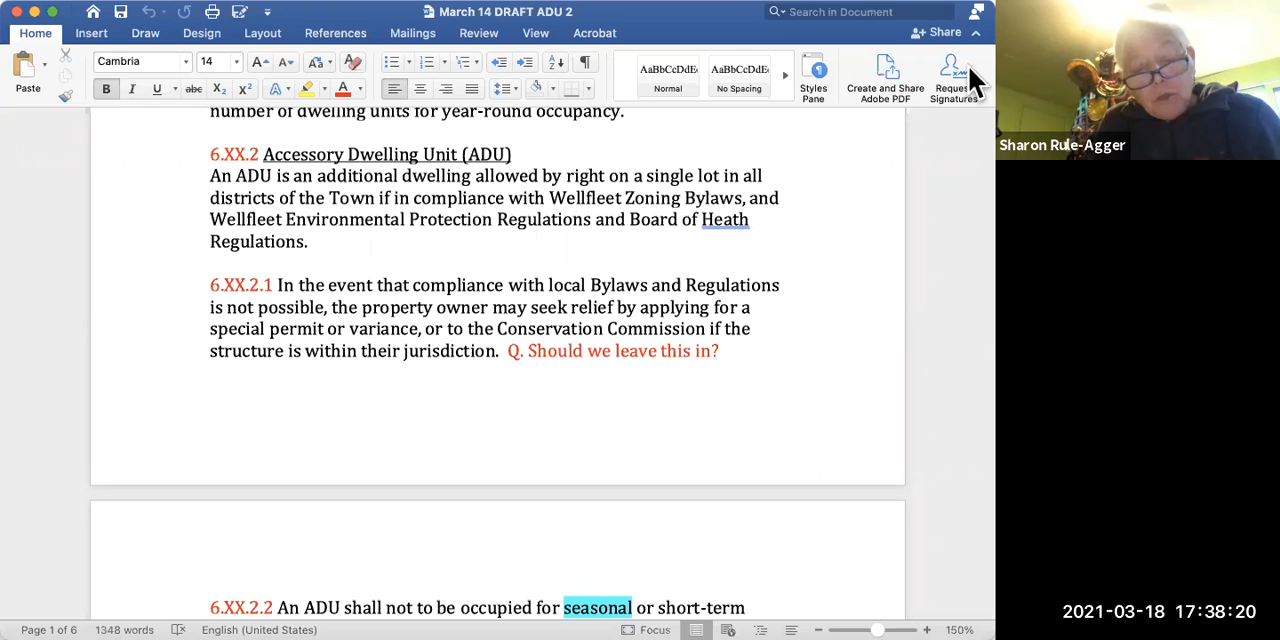 March 14 DRAFT ADU 2
Search in Document
Home Insert Draw Design Layout References Mailings Review View Acrobat
Share
Paste
Cambria 14
AaBbCcDdE AaBbCcDdE
Normal No Spacing
Styles Pane
Create and Share Adobe PDF
Request Signatures
number of dwelling units for year-round occupancy.
6.XX.2 Accessory Dwelling Unit (ADU)
An ADU is an additional dwelling allowed by right on a single lot in all
districts of the Town if in compliance with Wellfleet Zoning Bylaws, and
Wellfleet Environmental Protection Regulations and Board of Heath
Regulations.
6.XX.2.1 In the event that compliance with local Bylaws and Regulations
is not possible, the property owner may seek relief by applying for a
special permit or variance, or to the Conservation Commission if the
structure is within their jurisdiction. Q. Should we leave this in?
6.XX.2.2 An ADU shall not to be occupied for seasonal or short-term
Page 1 of 6 1348 words English (United States) Focus 150%
Sharon Rule-Agger
2021-03-18 17:38:20